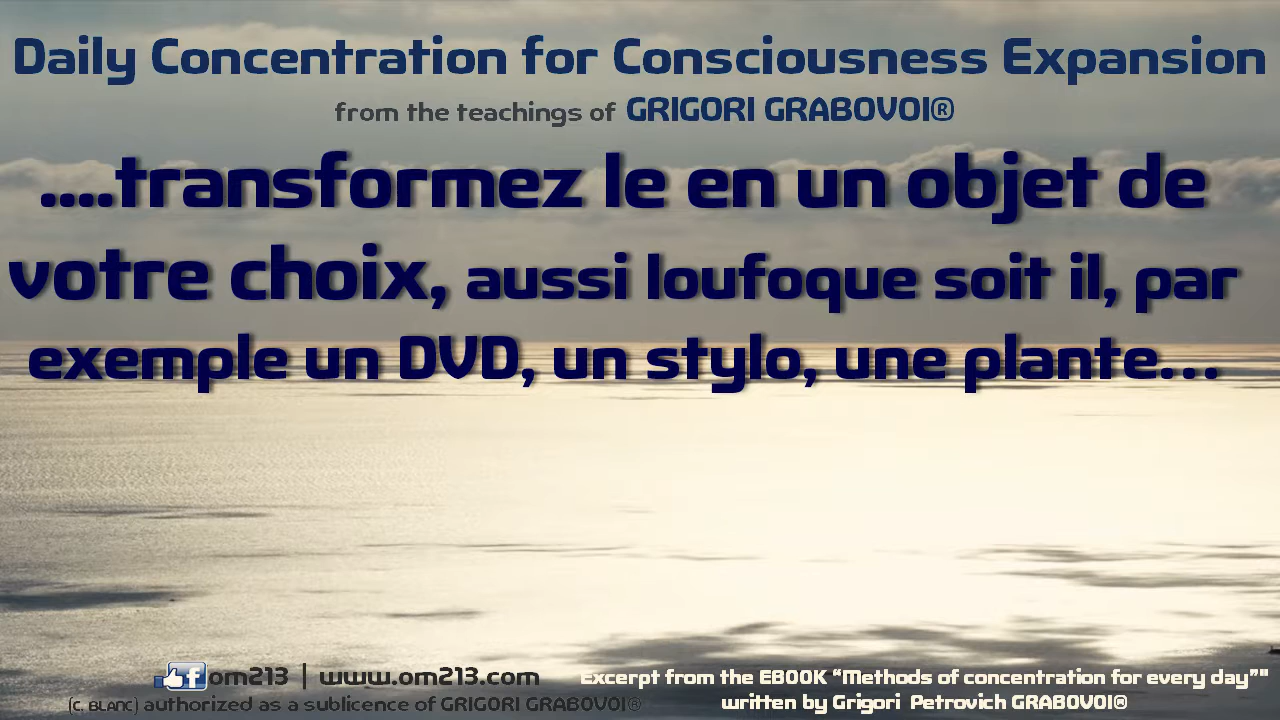 Daily Concentration for Consciousness Expansion
from the teachings of GRIGORI GRABOVOI®
....transformez le en un objet de
votre choix, aussi loufoque soit il, par
exemple un DVD, un stylo, une plante...
f om213 | www.om213.com
(C. BLANC) authorized as a sublicence of GRIGORI GRABOVOI®
Excerpt from the EBOOK “Methods of concentration for every day”"
written by Grigori Petrovich GRABOVOI®